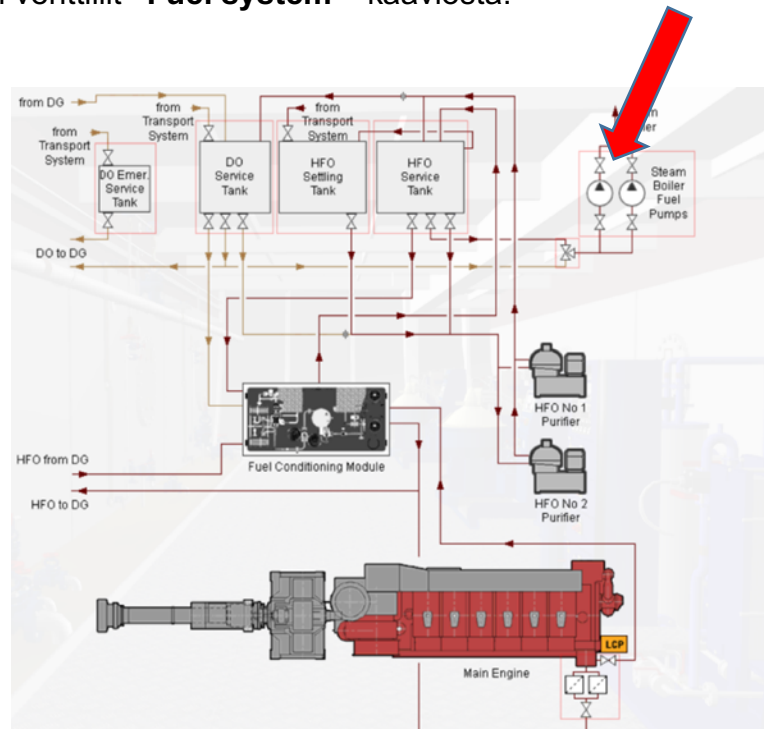 venttiilit "Fuel system" kaaviosta.
from DG
from
Transport
System
from
Transport
System
from
Transport
System
DO Emer.
Service
Tank
DO
Service
Tank
HFO
Settling
Tank
HFO
Service
Tank
Steam
Boiler
Fuel
Pumps
DO to DG
HFO No 1
Purifier
HFO No 2
Purifier
Fuel Conditioning Module
HFO from DG
HFO to DG
LCP
Main Engine